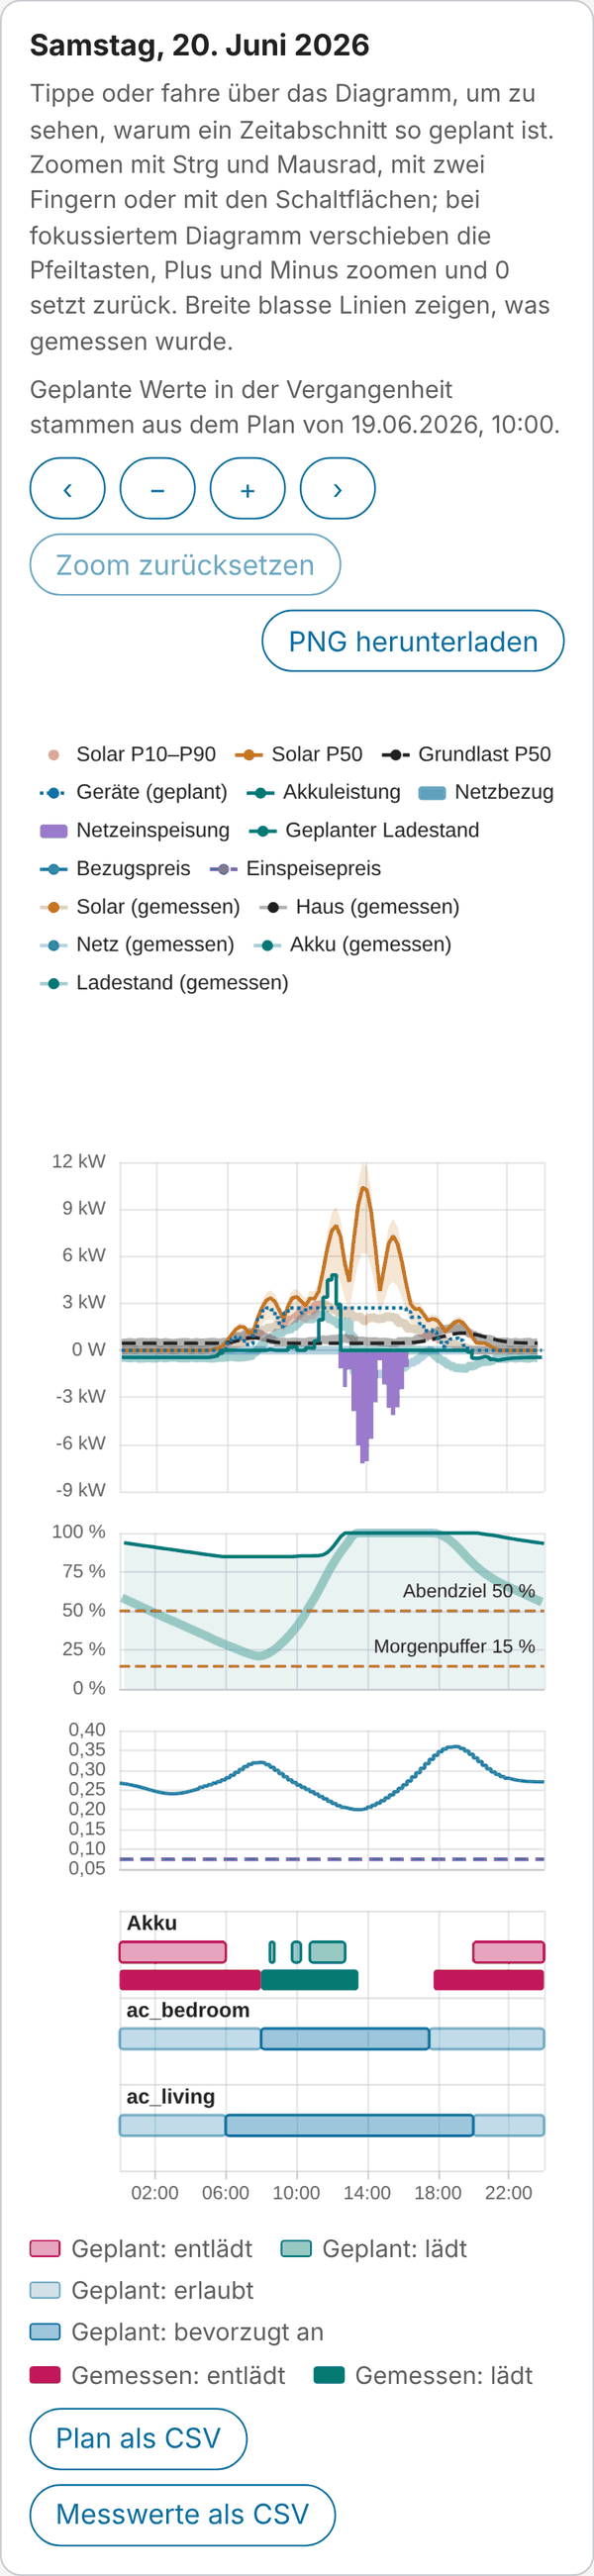 Samstag, 20. Juni 2026
Tippe oder fahre über das Diagramm, um zu
sehen, warum ein Zeitabschnitt so geplant ist.
Zoomen mit Strg und Mausrad, mit zwei
Fingern oder mit den Schaltflächen; bei
fokussiertem Diagramm verschieben die
Pfeiltasten, Plus und Minus zoomen und 0
setzt zurück. Breite blasse Linien zeigen, was
gemessen wurde.
Geplante Werte in der Vergangenheit
stammen aus dem Plan von 19.06.2026, 10:00.
‹ − + ›
Zoom zurücksetzen
PNG herunterladen
Solar P10–P90 Solar P50 Grundlast P50
Geräte (geplant) Akkuleistung Netzbezug
Netzeinspeisung Geplanter Ladestand
Bezugspreis Einspeisepreis
Solar (gemessen) Haus (gemessen)
Netz (gemessen) Akku (gemessen)
Ladestand (gemessen)
12 kW
9 kW
6 kW
3 kW
0 W
-3 kW
-6 kW
-9 kW
100 %
75 %
Abendziel 50 %
50 %
25 %
Morgenpuffer 15 %
0 %
0,40
0,35
0,30
0,25
0,20
0,15
0,10
0,05
Akku
ac_bedroom
ac_living
02:00 06:00 10:00 14:00 18:00 22:00
Geplant: entlädt Geplant: lädt
Geplant: erlaubt
Geplant: bevorzugt an
Gemessen: entlädt Gemessen: lädt
Plan als CSV
Messwerte als CSV